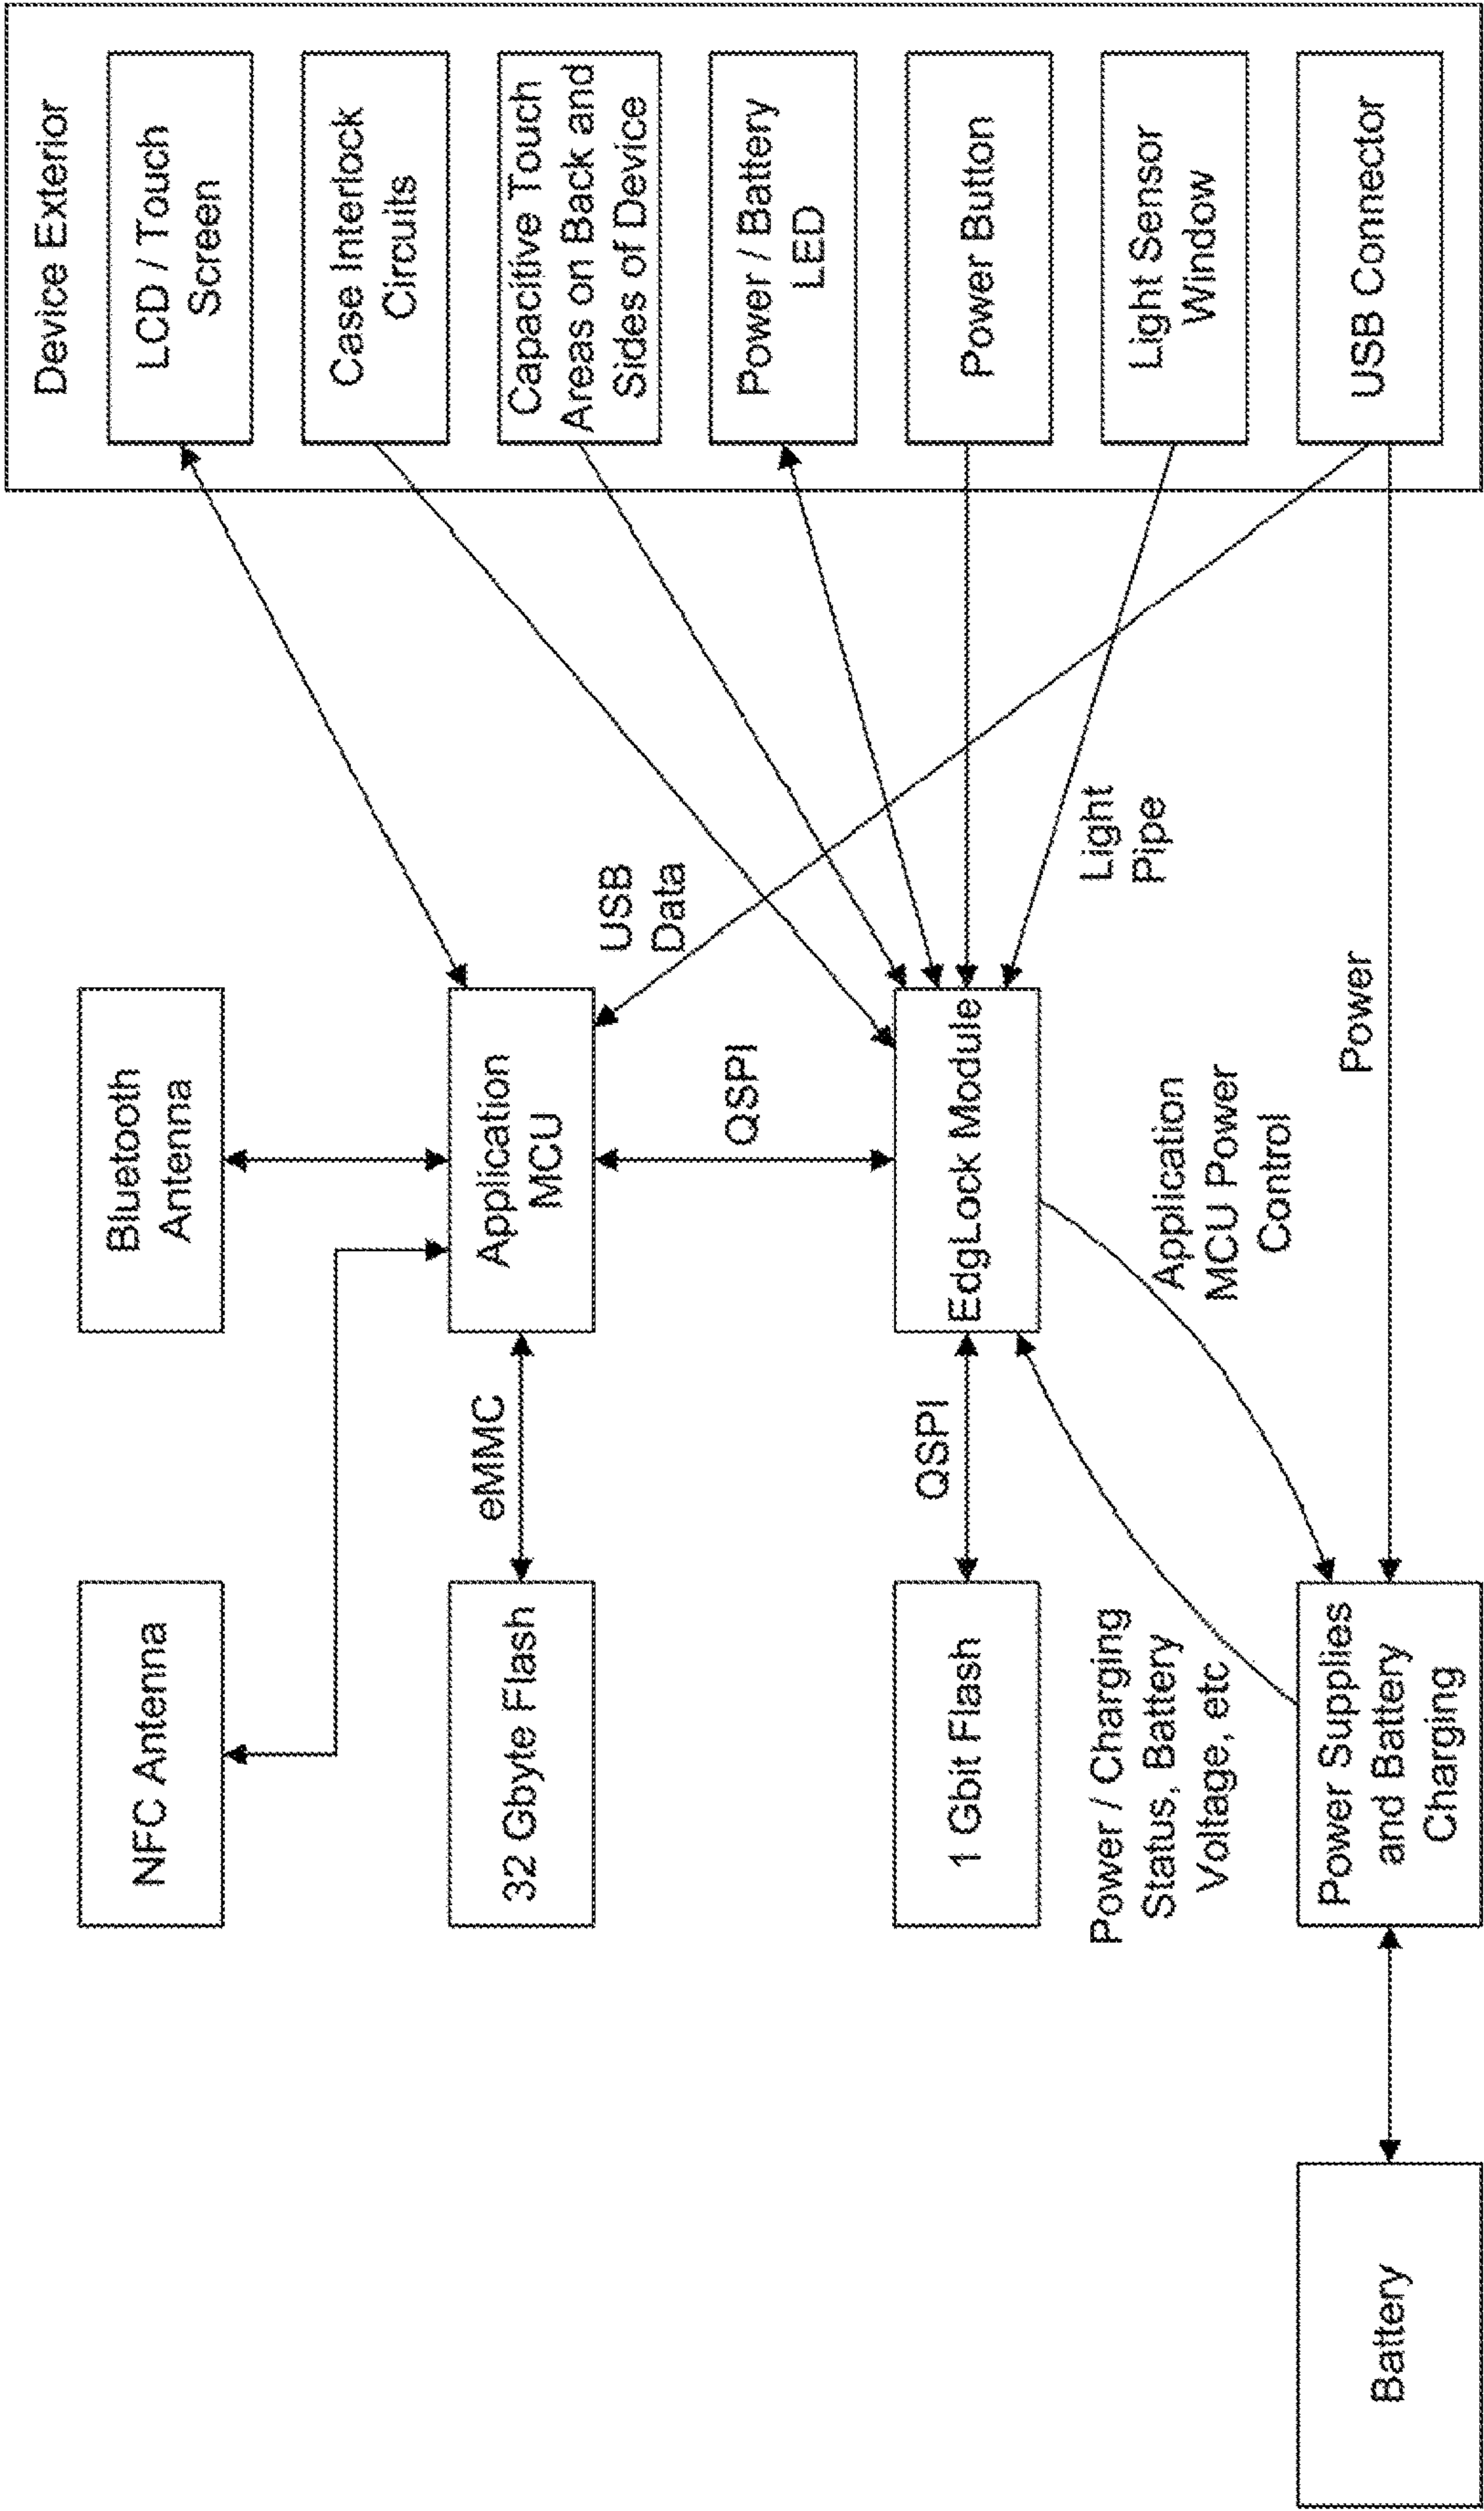 Device Exterior
LCD / Touch
Screen
Case Interlock
Circuits
Capacitive Touch
Areas on Back and
Sides of Device
Power / Battery
LED
Power Button
Light Sensor
Window
USB Connector
Bluetooth
Antenna
Application
MCU
USB
Data
QSPI
EdgLock Module
Light
Pipe
Application
MCU Power
Control
Power
NFC Antenna
eMMC
32 Gbyte Flash
QSPI
1 Gbit Flash
Power / Charging
Status, Battery
Voltage, etc
Power Supplies
and Battery
Charging
Battery